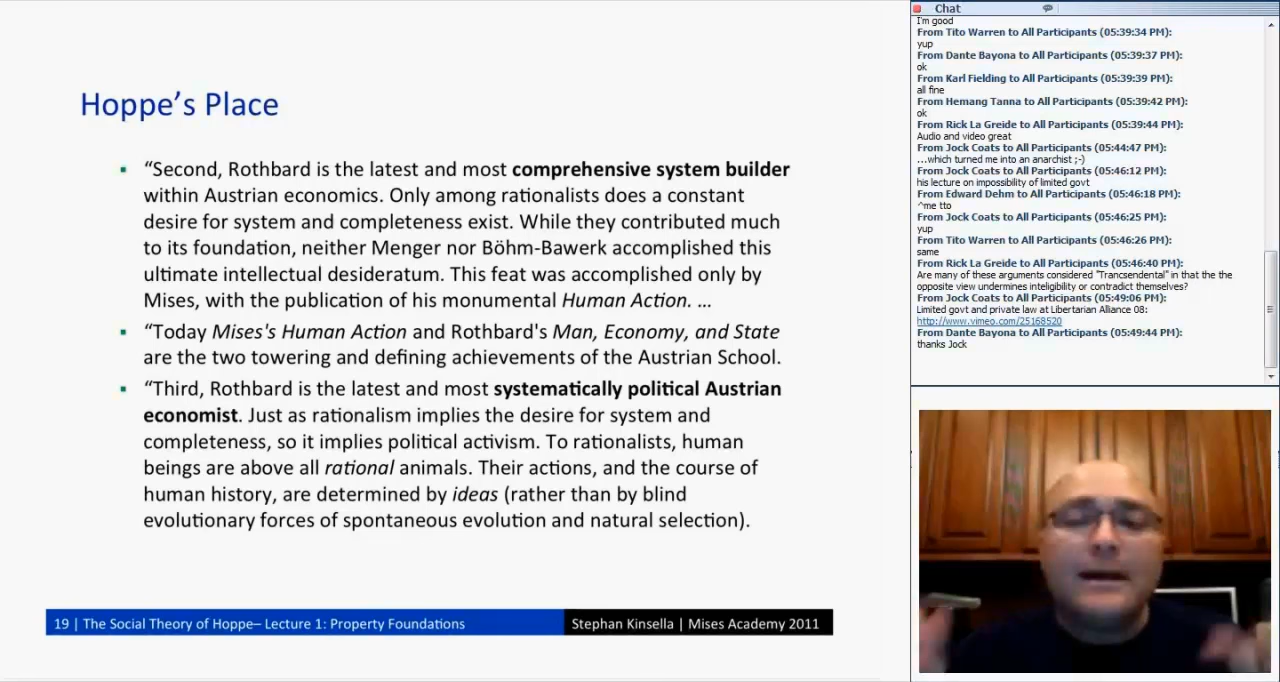 Hoppe's Place
▪ “Second, Rothbard is the latest and most comprehensive system builder
within Austrian economics. Only among rationalists does a constant
desire for system and completeness exist. While they contributed much
to its foundation, neither Menger nor Böhm-Bawerk accomplished this
ultimate intellectual desideratum. This feat was accomplished only by
Mises, with the publication of his monumental Human Action. …
▪ “Today Mises's Human Action and Rothbard's Man, Economy, and State
are the two towering and defining achievements of the Austrian School.
▪ “Third, Rothbard is the latest and most systematically political Austrian
economist. Just as rationalism implies the desire for system and
completeness, so it implies political activism. To rationalists, human
beings are above all rational animals. Their actions, and the course of
human history, are determined by ideas (rather than by blind
evolutionary forces of spontaneous evolution and natural selection).
19 | The Social Theory of Hoppe– Lecture 1: Property Foundations
Stephan Kinsella | Mises Academy 2011
Chat
I'm good
From Tito Warren to All Participants (05:39:34 PM):
yup
From Dante Bayona to All Participants (05:39:37 PM):
ok
From Karl Fielding to All Participants (05:39:39 PM):
all fine
From Hemang Tanna to All Participants (05:39:42 PM):
ok
From Rick La Greide to All Participants (05:39:44 PM):
Audio and video great
From Jock Coats to All Participants (05:44:47 PM):
...which turned me into an anarchist ;-)
From Jock Coats to All Participants (05:46:12 PM):
his lecture on impossibility of limited govt
From Edward Dehm to All Participants (05:46:18 PM):
^me tto
From Jock Coats to All Participants (05:46:25 PM):
yup
From Tito Warren to All Participants (05:46:26 PM):
same
From Rick La Greide to All Participants (05:46:40 PM):
Are many of these arguments considered "Trancsendental" in that the the
opposite view undermines inteligibility or contradict themselves?
From Jock Coats to All Participants (05:49:06 PM):
Limited govt and private law at Libertarian Alliance 08:
http://www.vimeo.com/25168520
From Dante Bayona to All Participants (05:49:44 PM):
thanks Jock